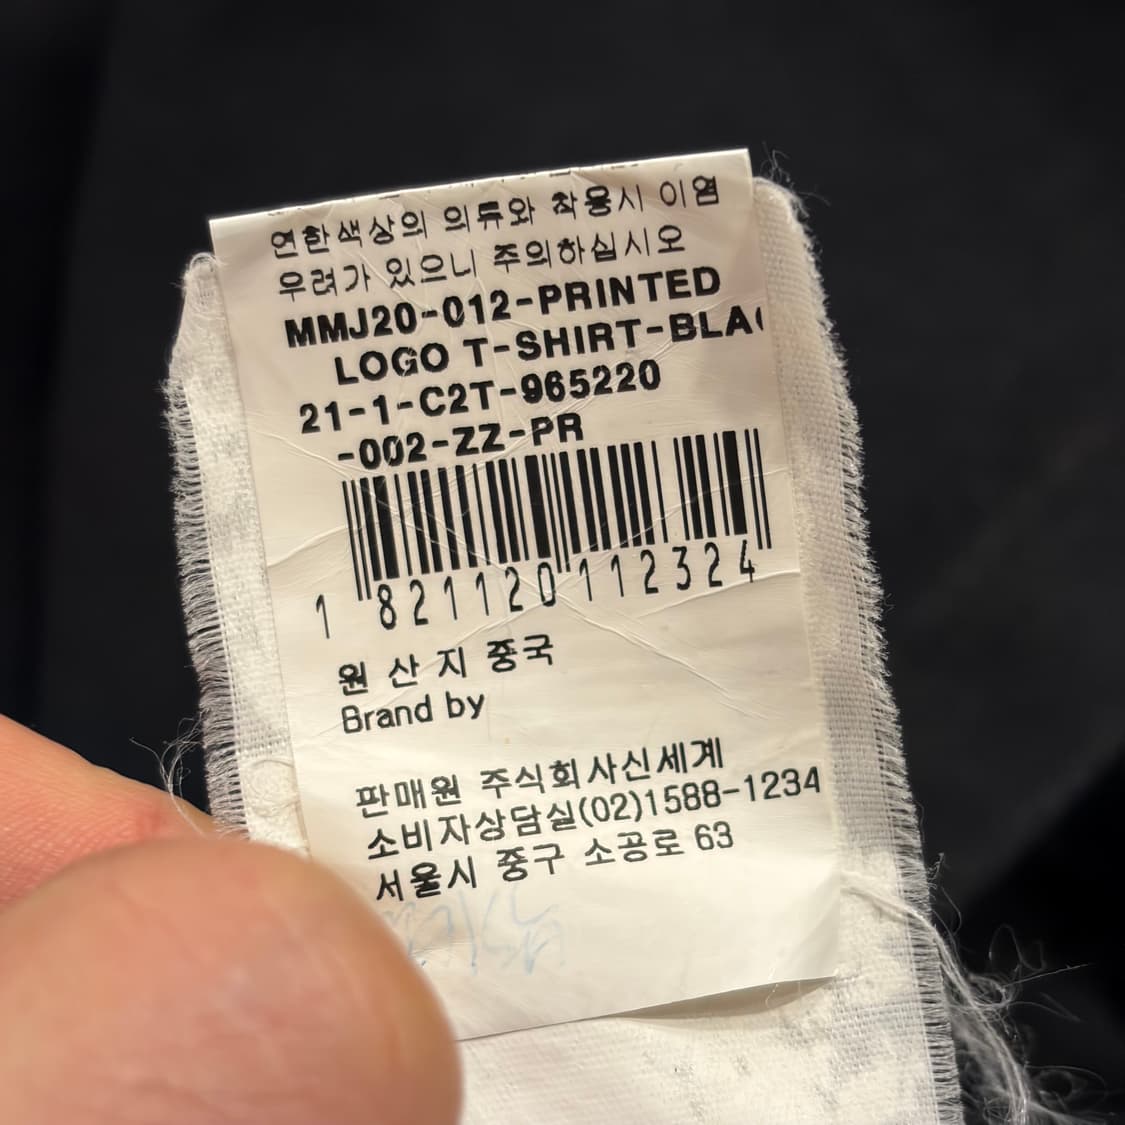 연한색상의 의류와 착용시 이염
우려가 있으니 주의하십시오
MMJ20-012-PRINTED
LOGO T-SHIRT-BLA
21-1-C2T-965220
-002-ZZ-PR
1 821120 112324
원 산 지 중국
Brand by
판매원 주식회사신세계
소비자상담실(02)1588-1234
서울시 중구 소공로 63